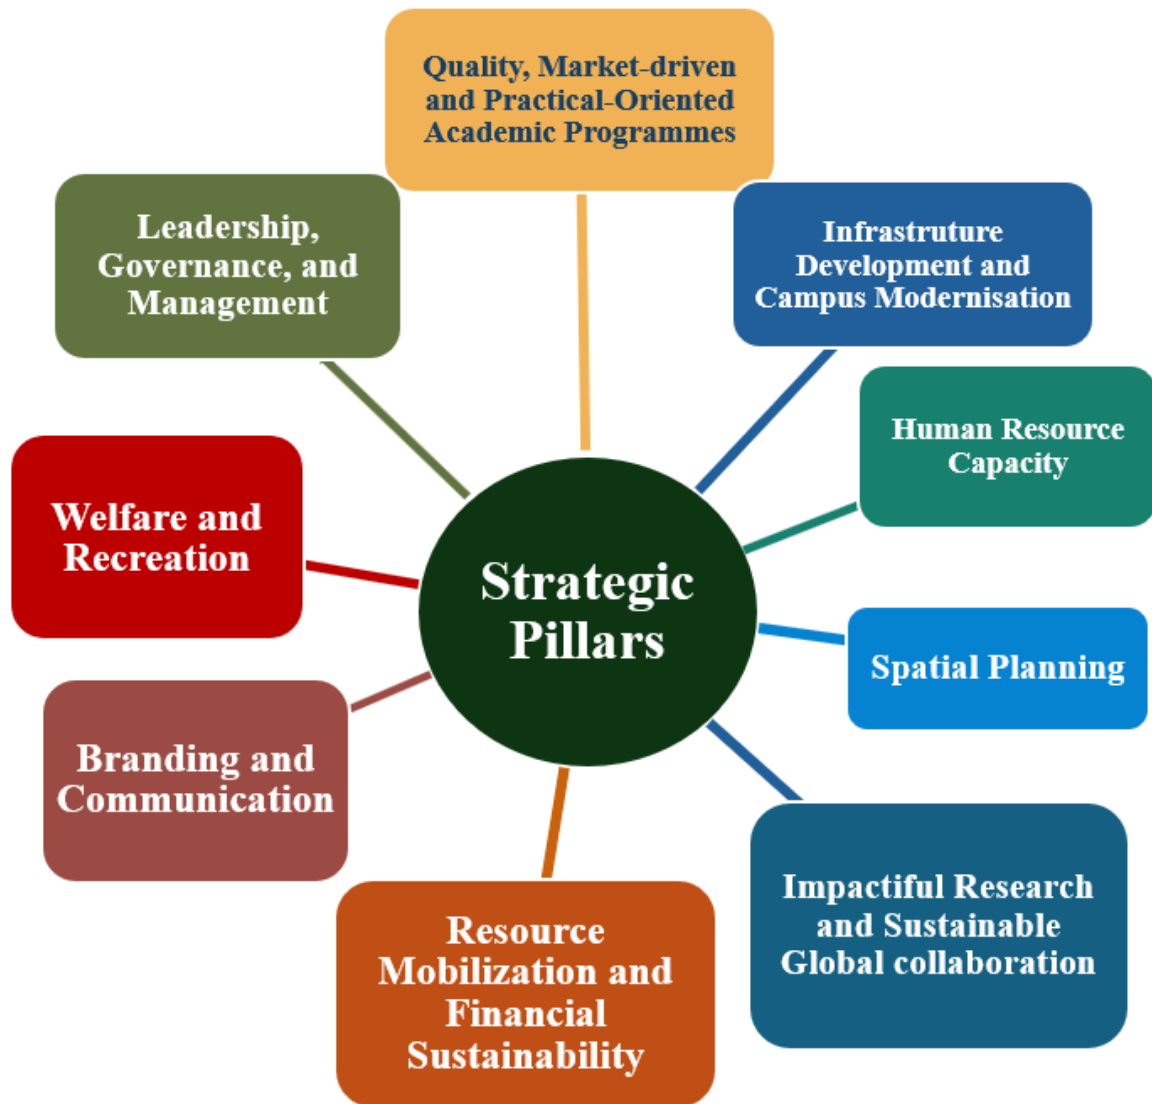 Quality, Market-driven
and Practical-Oriented
Academic Programmes
Leadership,
Governance, and
Management
Infrastruture
Development and
Campus Modernisation
Human Resource
Capacity
Welfare and
Recreation
Strategic
Pillars
Spatial Planning
Branding and
Communication
Impactiful Research
and Sustainable
Global collaboration
Resource
Mobilization and
Financial
Sustainability